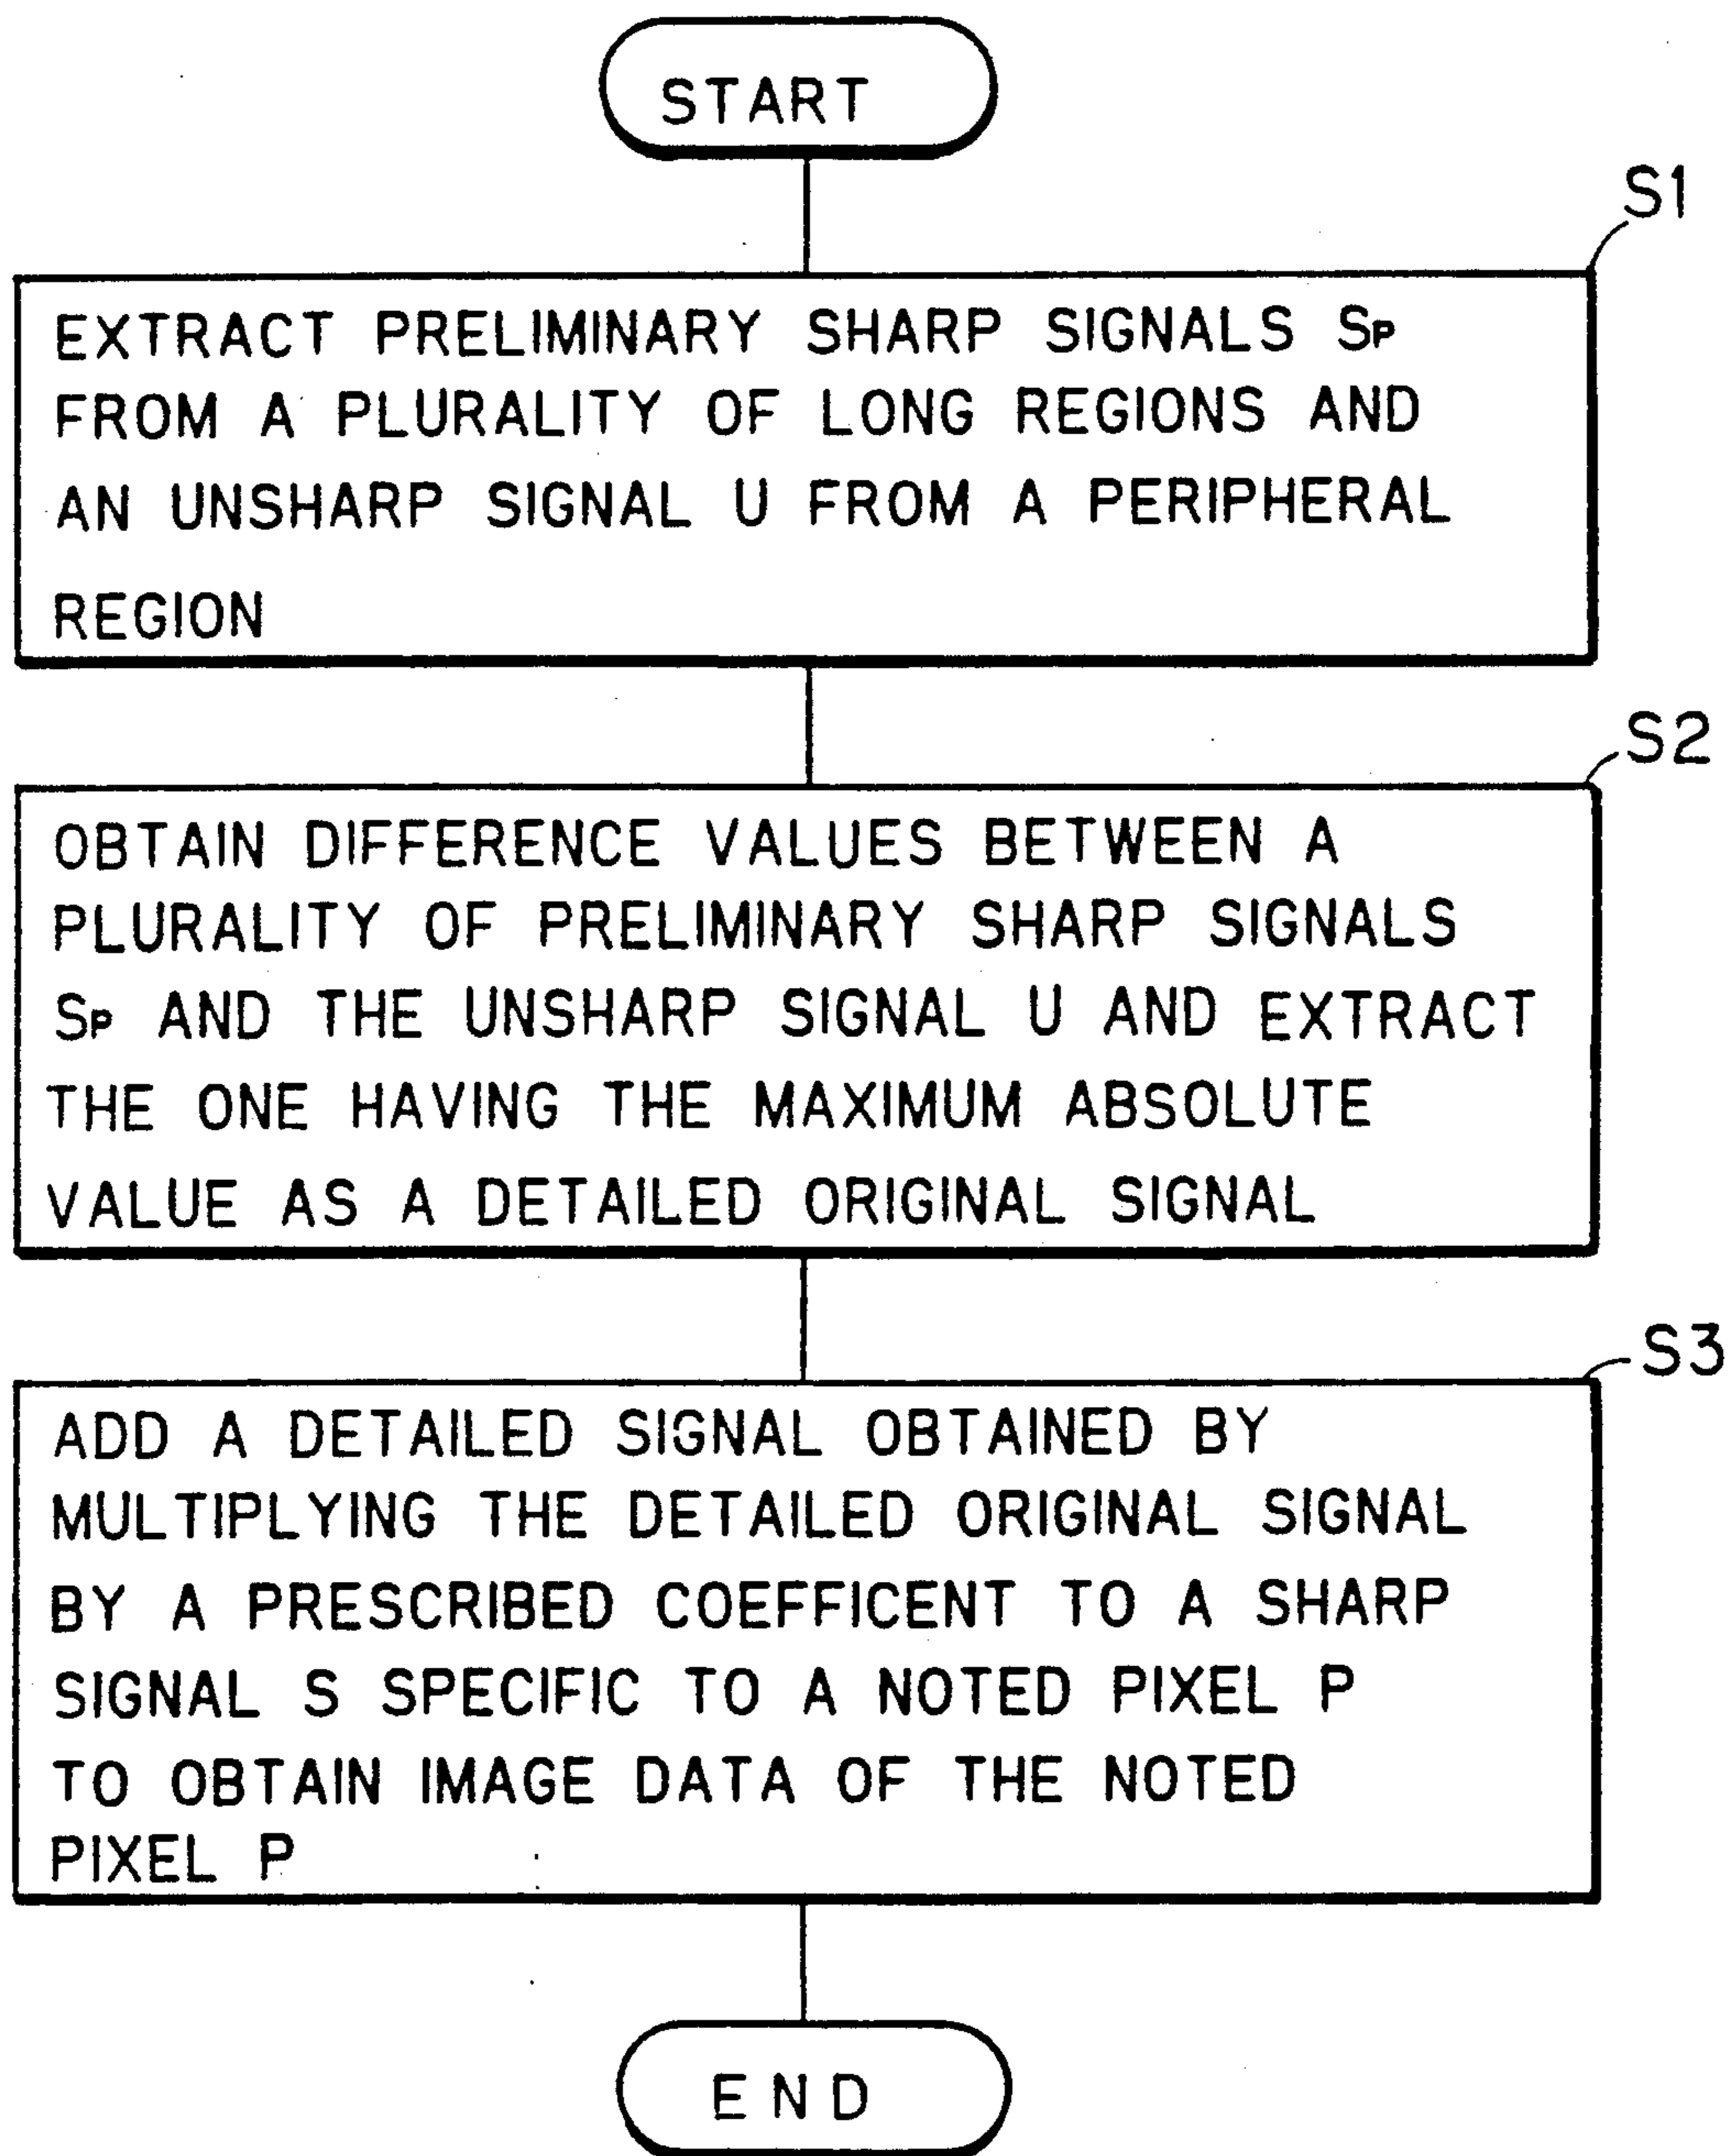 START
S1
EXTRACT PRELIMINARY SHARP SIGNALS Sp
FROM A PLURALITY OF LONG REGIONS AND
AN UNSHARP SIGNAL U FROM A PERIPHERAL
REGION
S2
OBTAIN DIFFERENCE VALUES BETWEEN A
PLURALITY OF PRELIMINARY SHARP SIGNALS
Sp AND THE UNSHARP SIGNAL U AND EXTRACT
THE ONE HAVING THE MAXIMUM ABSOLUTE
VALUE AS A DETAILED ORIGINAL SIGNAL
S3
ADD A DETAILED SIGNAL OBTAINED BY
MULTIPLYING THE DETAILED ORIGINAL SIGNAL
BY A PRESCRIBED COEFFICENT TO A SHARP
SIGNAL S SPECIFIC TO A NOTED PIXEL P
TO OBTAIN IMAGE DATA OF THE NOTED
PIXEL P
END